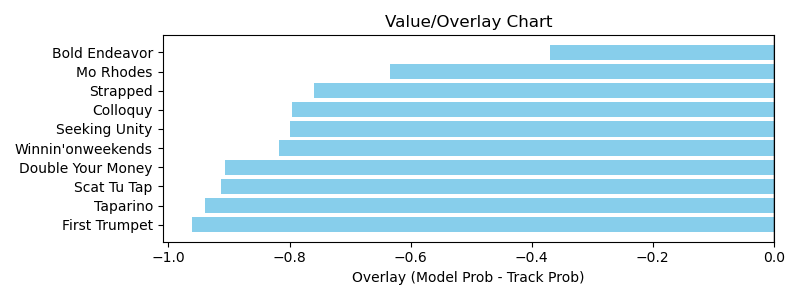 Value/Overlay Chart
Bold Endeavor
Mo Rhodes
Strapped
Colloquy
Seeking Unity
Winnin'onweekends
Double Your Money
Scat Tu Tap
Taparino
First Trumpet
−1.0 −0.8 −0.6 −0.4 −0.2 0.0
Overlay (Model Prob - Track Prob)